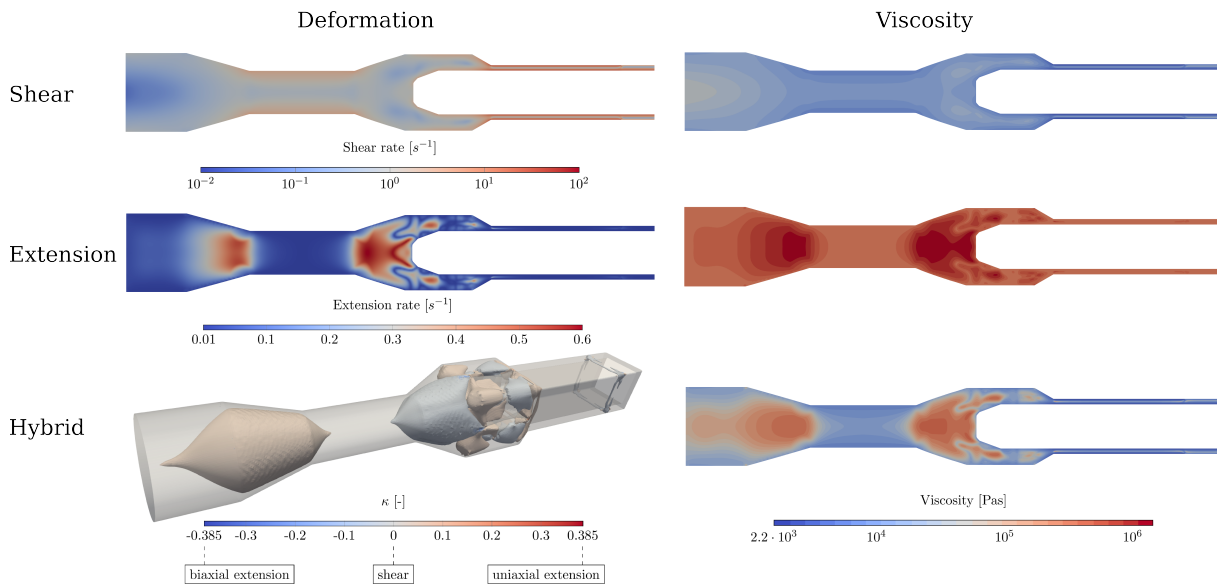 Deformation
Viscosity
Shear
Shear rate [s⁻¹]
10⁻² 10⁻¹ 10⁰ 10¹ 10²
Extension
Extension rate [s⁻¹]
0.01 0.1 0.2 0.3 0.4 0.5 0.6
Hybrid
κ [-]
-0.385 -0.3 -0.2 -0.1 0 0.1 0.2 0.3 0.385
biaxial extension
shear
uniaxial extension
Viscosity [Pas]
2.2 · 10³ 10⁴ 10⁵ 10⁶